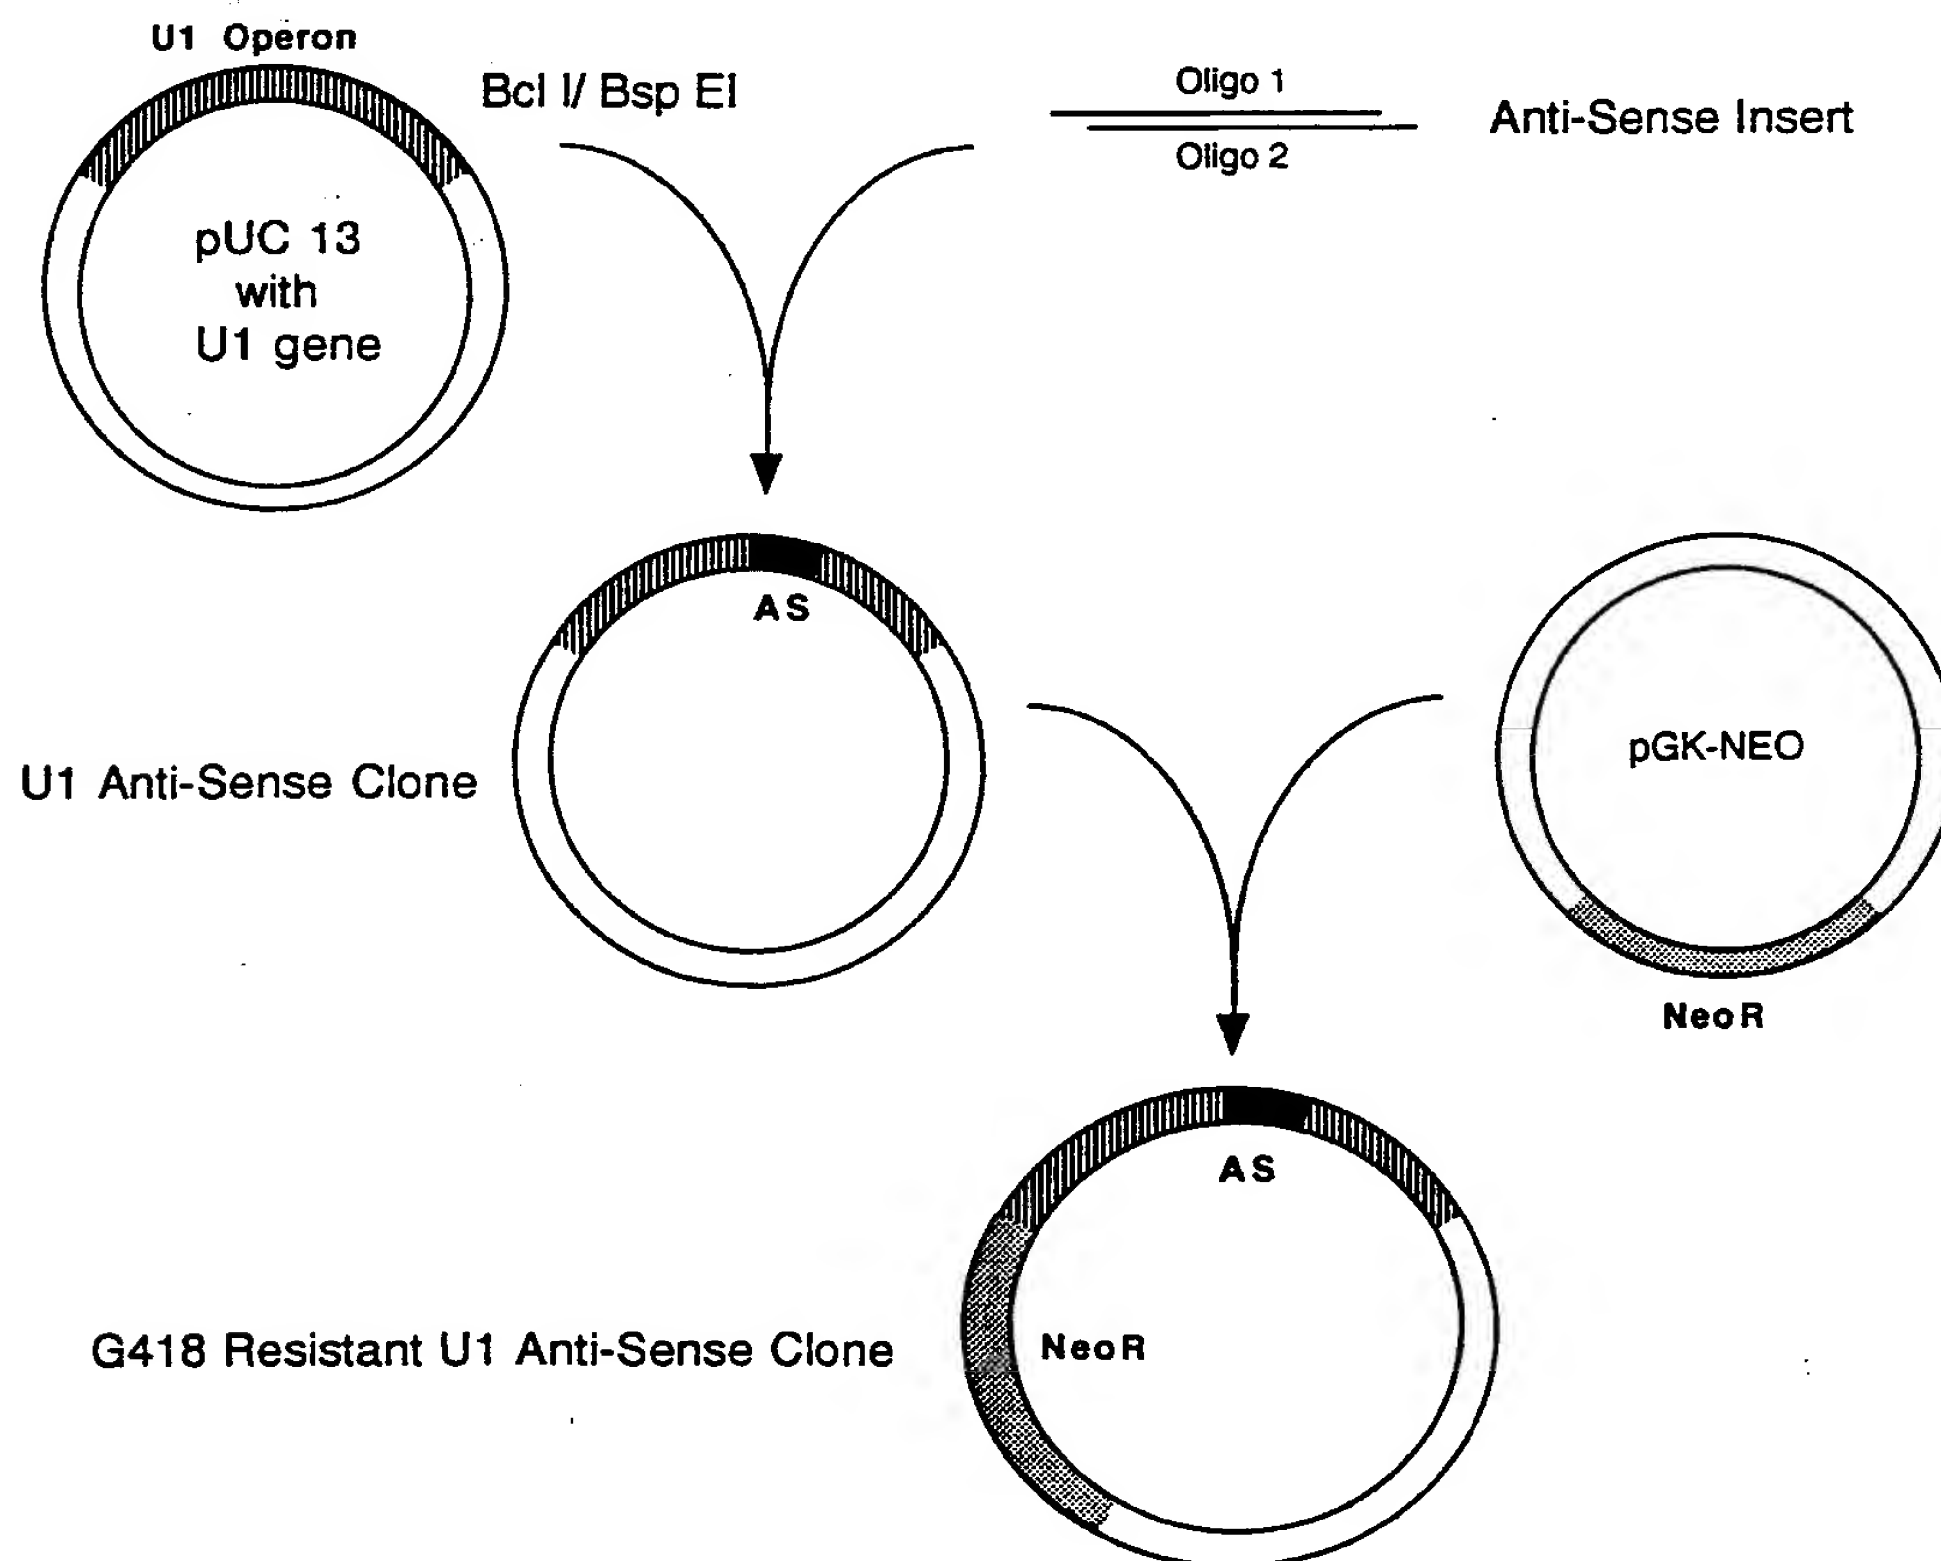 U1 Operon
Bcl I/ Bsp EI
Oligo 1
Oligo 2
Anti-Sense Insert
pUC 13
with
U1 gene
AS
U1 Anti-Sense Clone
pGK-NEO
NeoR
AS
G418 Resistant U1 Anti-Sense Clone
NeoR